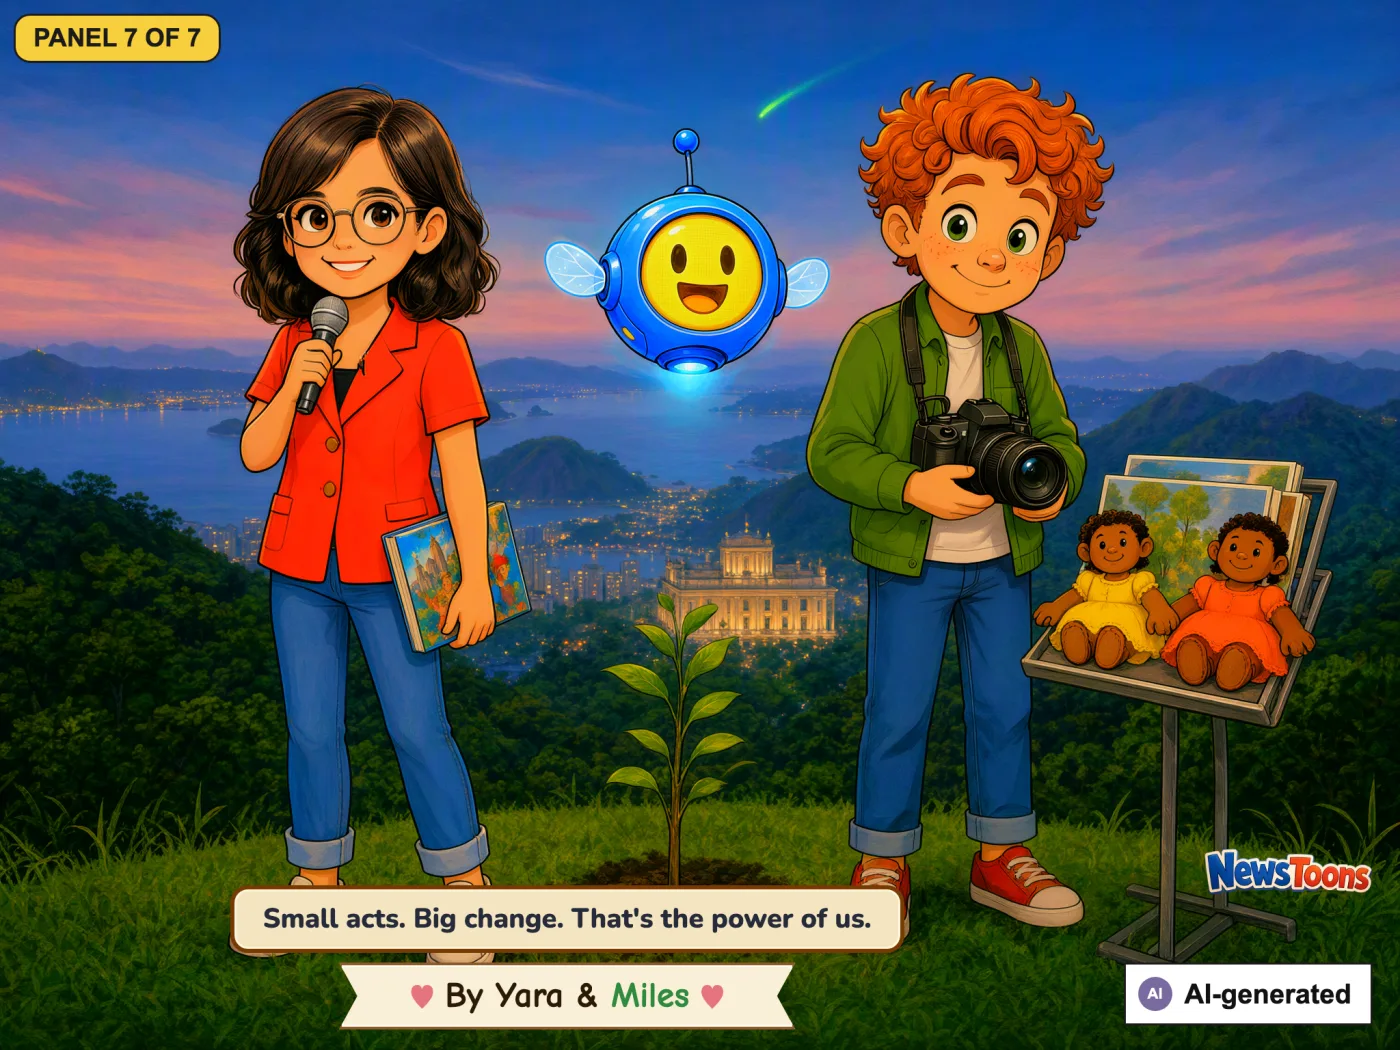 PANEL 7 OF 7
NewsToons
Small acts. Big change. That's the power of us.
By Yara & Miles
AI AI-generated